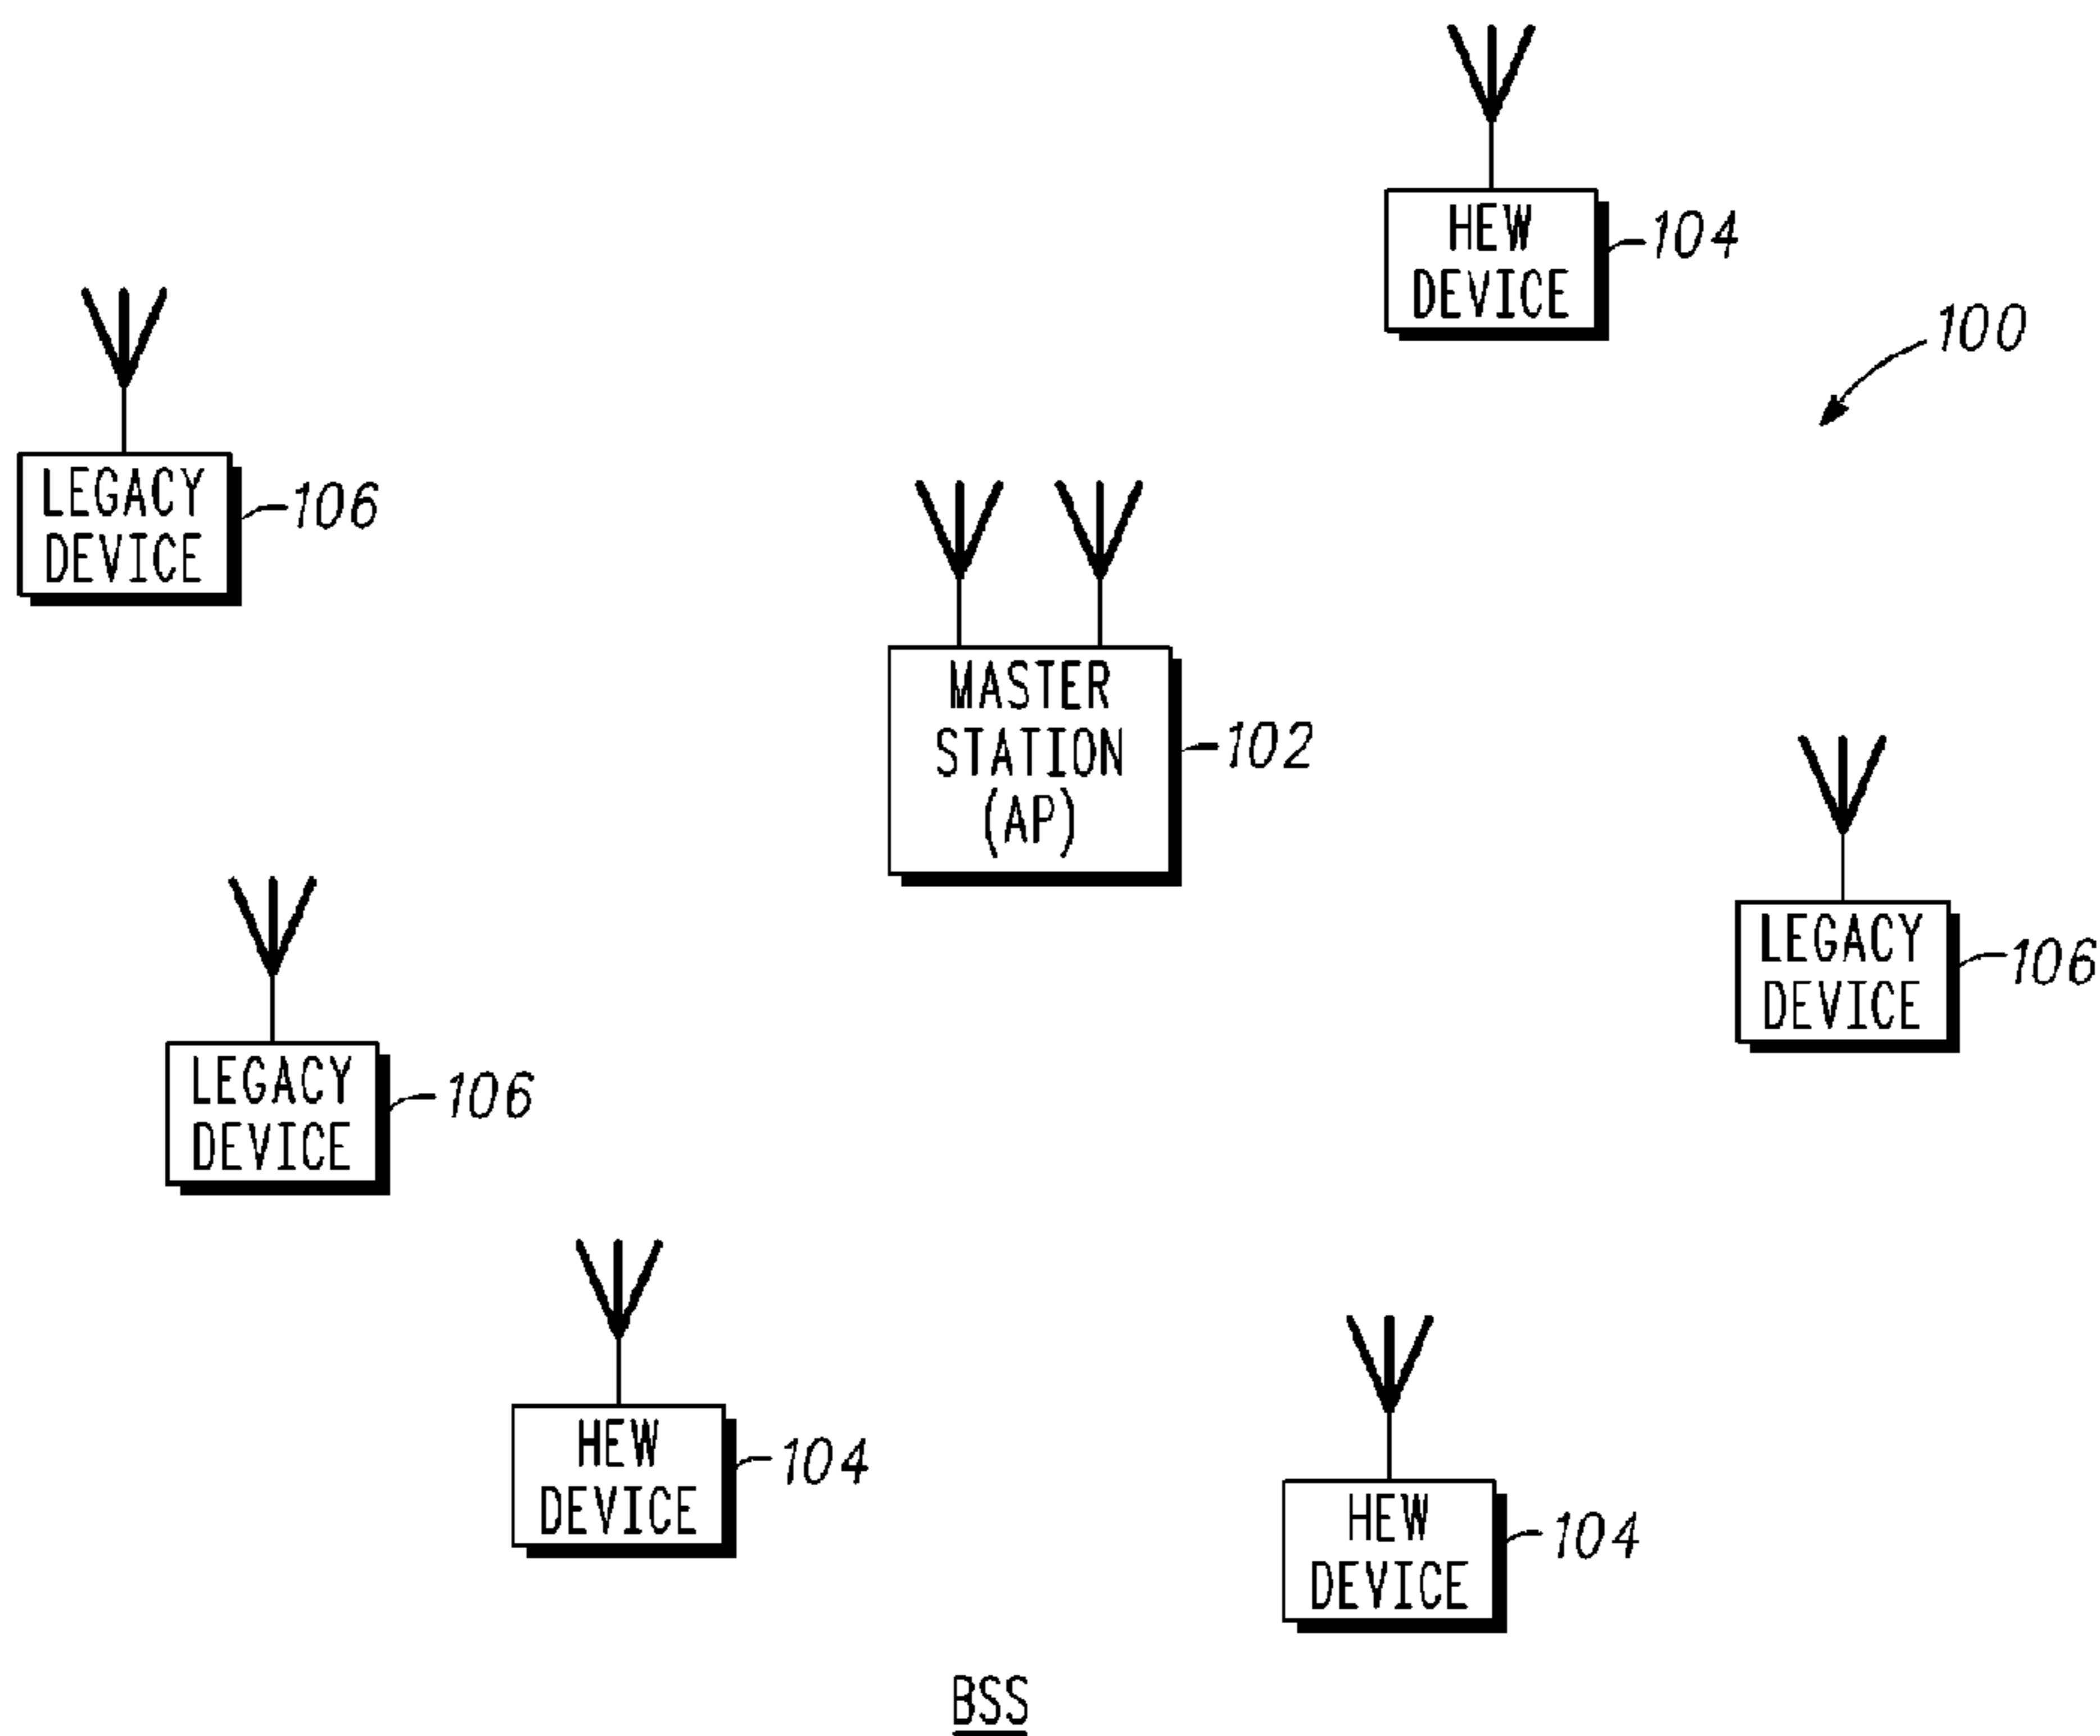 HEW
DEVICE
104
100
LEGACY
DEVICE
106
MASTER
STATION
(AP)
102
LEGACY
DEVICE
106
LEGACY
DEVICE
106
HEW
DEVICE
104
HEW
DEVICE
104
BSS